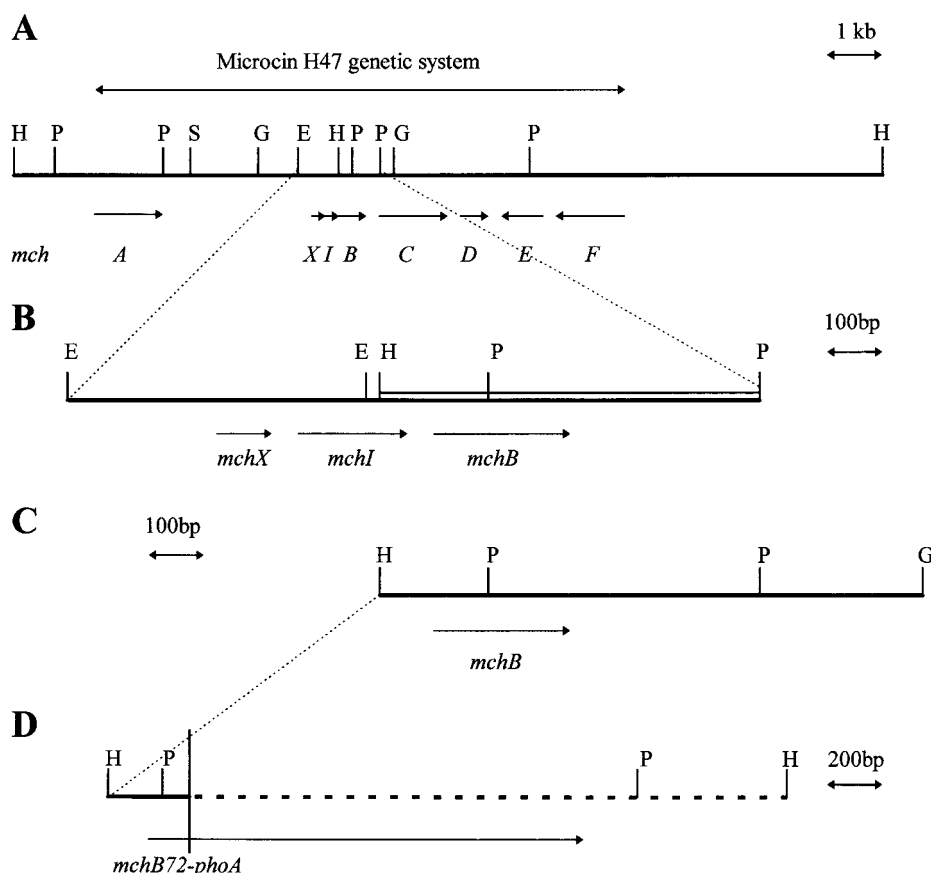 A
1 kb
Microcin H47 genetic system
H P P S G E H P P G P H
mch A X I B C D E F
B
100bp
E E H P P
mchX mchI mchB
C
100bp
H P P G
mchB
D
H P P H
200bp
mchB72-phoA